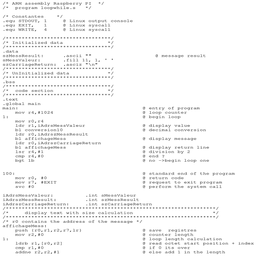 /* ARM assembly Raspberry PI  */
/*  program loopwhile.s   */

/* Constantes    */
.equ STDOUT, 1     @ Linux output console
.equ EXIT,   1     @ Linux syscall
.equ WRITE,  4     @ Linux syscall

/*********************************/
/* Initialized data              */
/*********************************/
.data
szMessResult:  .ascii ""                    @ message result
sMessValeur:   .fill 11, 1, ' '
szCarriageReturn:  .asciz "\n"
/*********************************/
/* UnInitialized data            */
/*********************************/
.bss
/*********************************/
/*  code section                 */
/*********************************/
.text
.global main
main:                @ entry of program
    mov r4,#1024     @ loop counter
1:                   @ begin loop
    mov r0,r4
    ldr r1,iAdrsMessValeur     @ display value
    bl conversion10            @ decimal conversion
    ldr r0,iAdrszMessResult
    bl affichageMess           @ display message
    ldr r0,iAdrszCarriageReturn
    bl affichageMess           @ display return line
    lsr r4,#1                  @ division by 2
    cmp r4,#0                  @ end ?
    bgt 1b                     @ no ->begin loop one

100:                 @ standard end of the program
    mov r0, #0       @ return code
    mov r7, #EXIT    @ request to exit program
    svc #0           @ perform the system call

iAdrsMessValeur:          .int sMessValeur
iAdrszMessResult:         .int szMessResult
iAdrszCarriageReturn:     .int szCarriageReturn
/******************************************************************/
/*     display text with size calculation                         */
/******************************************************************/
/* r0 contains the address of the message */
affichageMess:
    push {r0,r1,r2,r7,lr}      @ save  registres
    mov r2,#0                  @ counter length
1:                             @ loop length calculation
    ldrb r1,[r0,r2]            @ read octet start position + index
    cmp r1,#0                  @ if 0 its over
    addne r2,r2,#1             @ else add 1 in the length